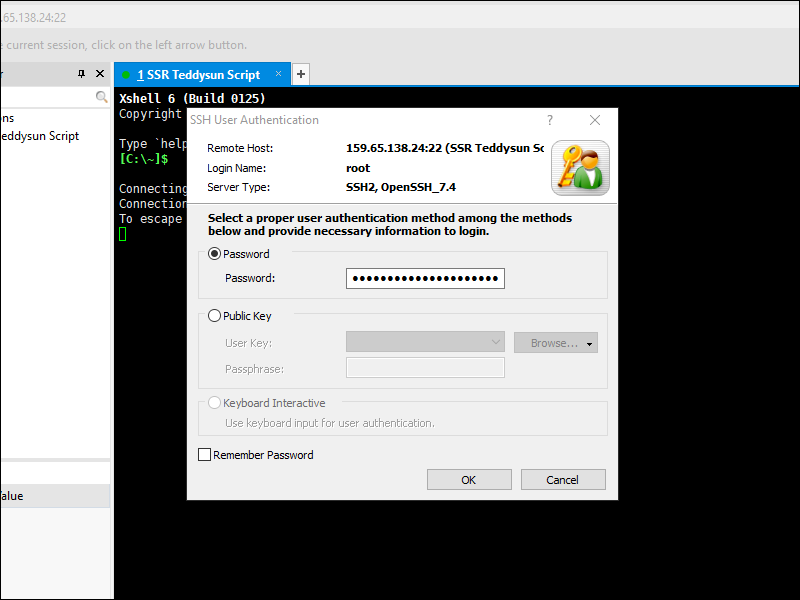 .65.138.24:22
e current session, click on the left arrow button.
1 SSR Teddysun Script
ons
eddysun Script
Xshell 6 (Build 0125)
Copyright
Type `help
[C:\~]$
Connecting
Connection
To escape
SSH User Authentication
Remote Host: 159.65.138.24:22 (SSR Teddysun Sc
Login Name: root
Server Type: SSH2, OpenSSH_7.4
Select a proper user authentication method among the methods
below and provide necessary information to login.
Password
Password: ●●●●●●●●●●●●●●●●●●●●●
Public Key
User Key: Browse...
Passphrase:
Keyboard Interactive
Use keyboard input for user authentication.
Remember Password
OK Cancel
alue